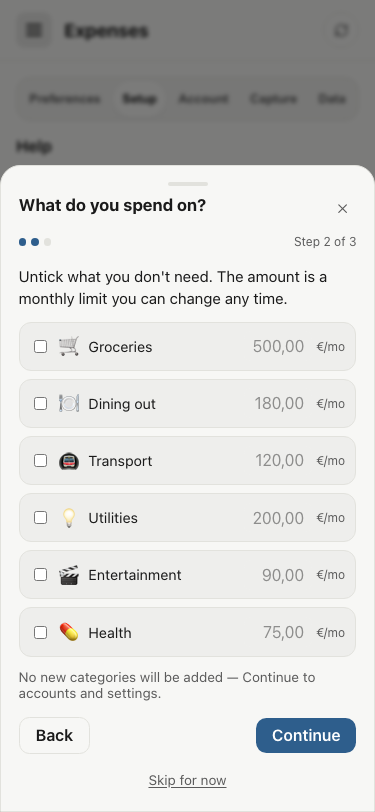 Expenses
Preferences Setup Account Capture Data
Help
What do you spend on?
Step 2 of 3
Untick what you don't need. The amount is a
monthly limit you can change any time.
Groceries 500,00 €/mo
Dining out 180,00 €/mo
Transport 120,00 €/mo
Utilities 200,00 €/mo
Entertainment 90,00 €/mo
Health 75,00 €/mo
No new categories will be added — Continue to
accounts and settings.
Back Continue
Skip for now